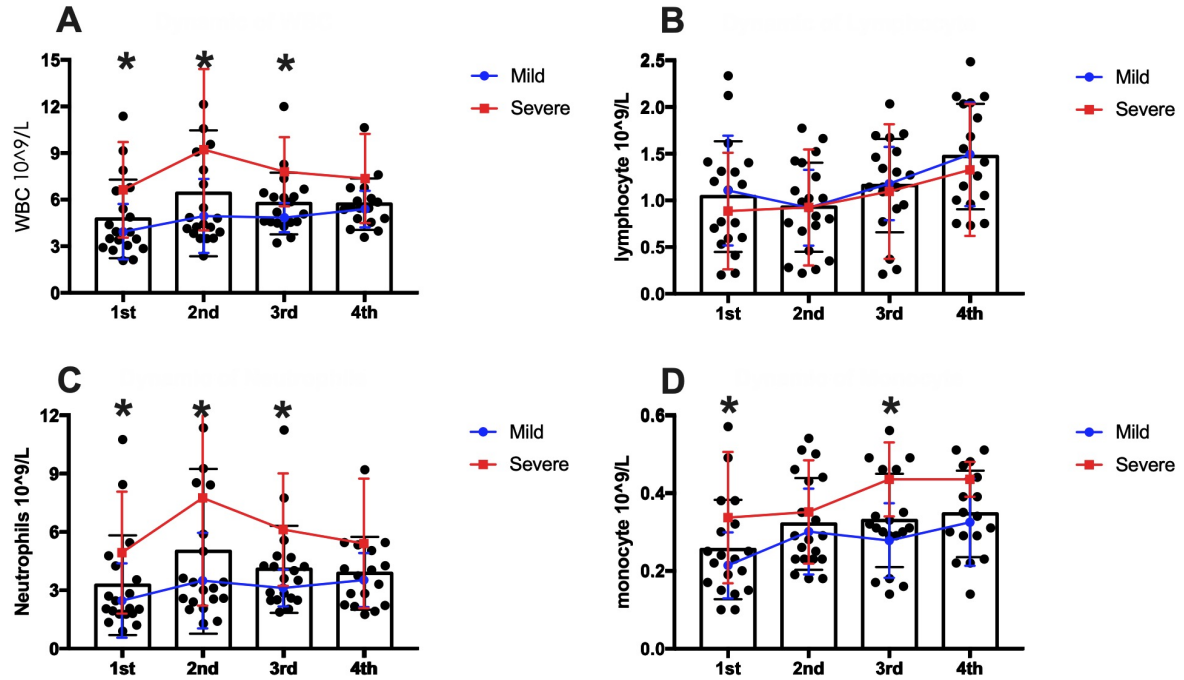 A
WBC 10^9/L
15
12
9
6
3
0
* * *
1st 2nd 3rd 4th
Mild
Severe
B
lymphocyte 10^9/L
2.5
2.0
1.5
1.0
0.5
0.0
1st 2nd 3rd 4th
Mild
Severe
C
Neutrophils 10^9/L
12
9
6
3
0
* * *
1st 2nd 3rd 4th
Mild
Severe
D
monocyte 10^9/L
0.6
0.4
0.2
0.0
* *
1st 2nd 3rd 4th
Mild
Severe